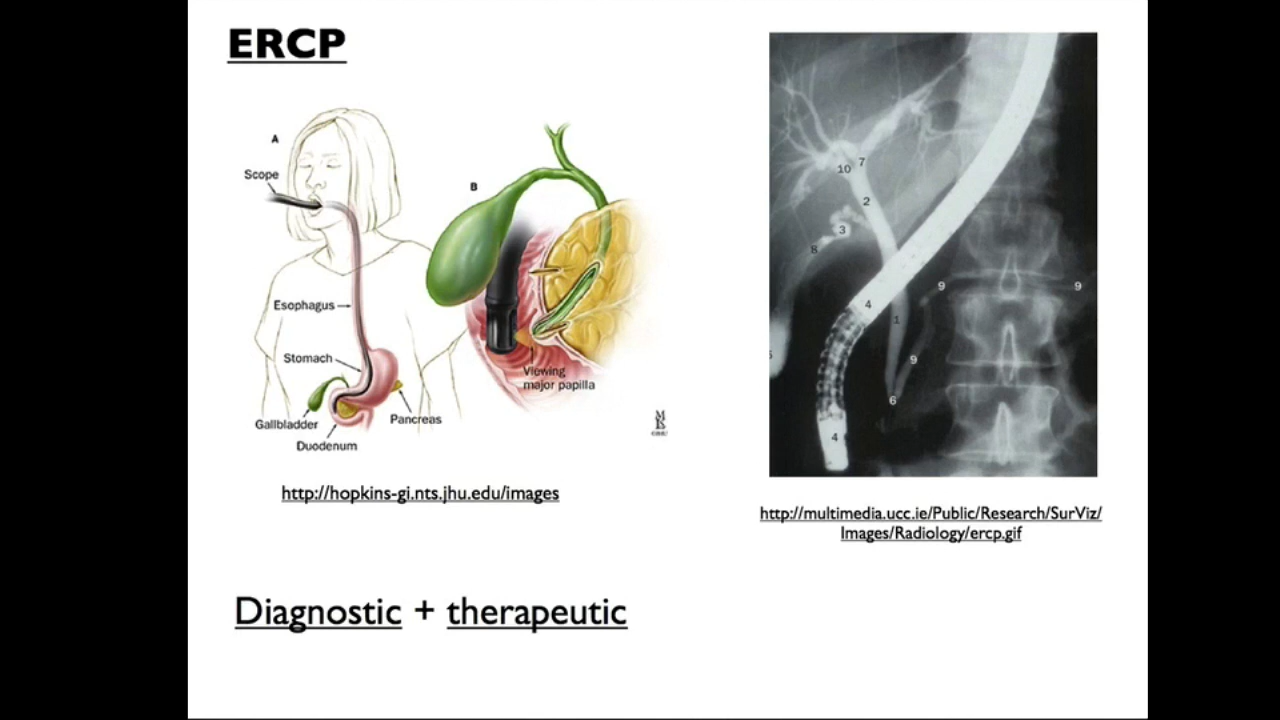 ERCP
A
Scope
Esophagus
Stomach
Gallbladder
Duodenum
Pancreas
B
Viewing
major papilla
http://hopkins-gi.nts.jhu.edu/images
10
7
2
3
8
4
9
9
1
9
6
4
http://multimedia.ucc.ie/Public/Research/SurViz/
Images/Radiology/ercp.gif
Diagnostic + therapeutic